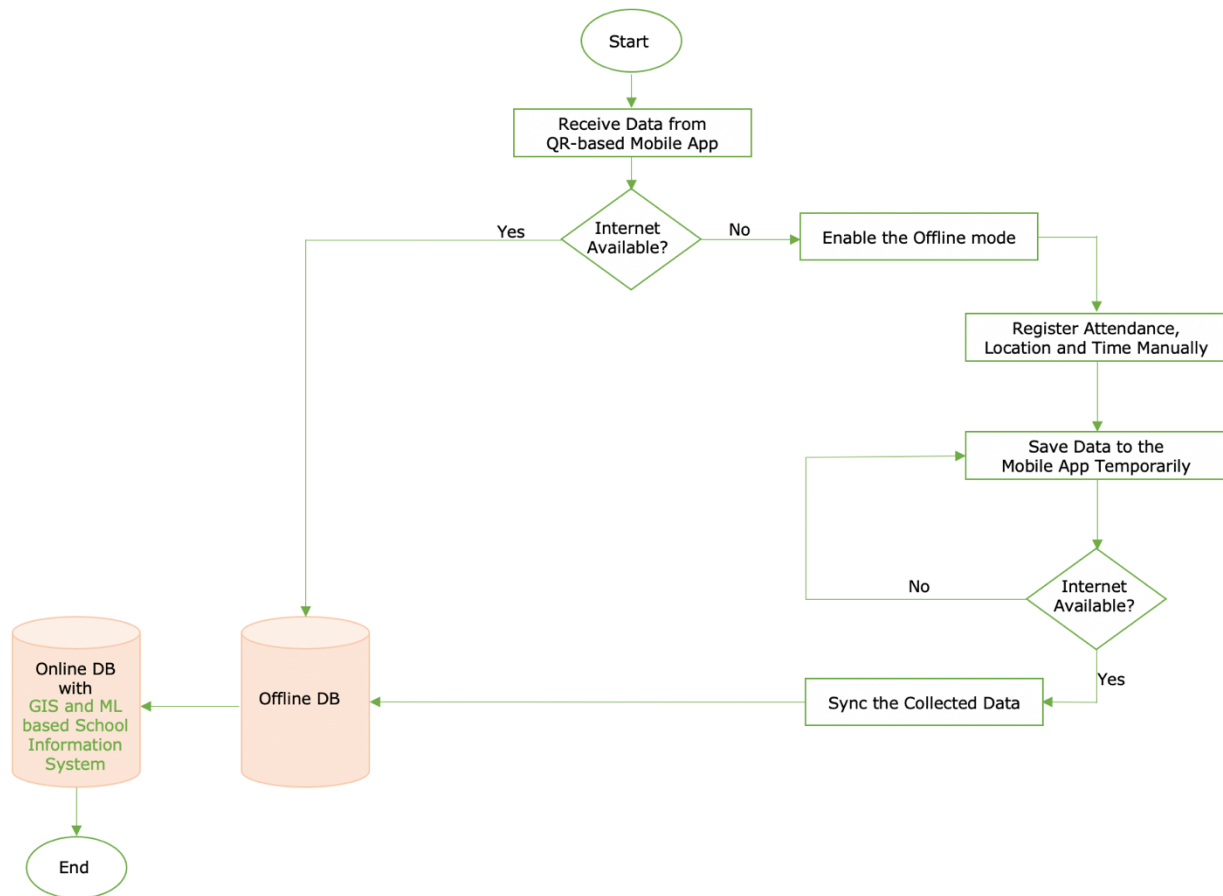 Start
Receive Data from
QR-based Mobile App
Internet
Available?
Yes
No
Enable the Offline mode
Register Attendance,
Location and Time Manually
Save Data to the
Mobile App Temporarily
Internet
Available?
No
Yes
Sync the Collected Data
Offline DB
Online DB
with
GIS and ML
based School
Information
System
End